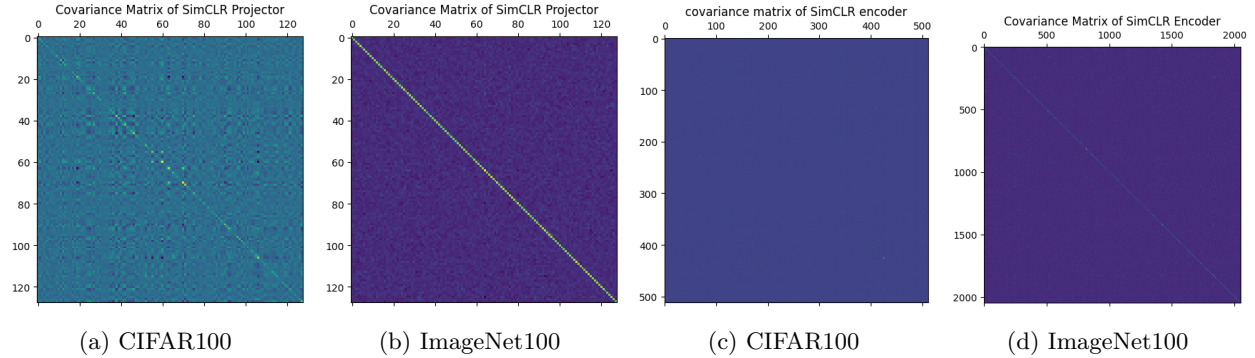 Covariance Matrix of SimCLR Projector
0 20 40 60 80 100 120
0
20
40
60
80
100
120
(a) CIFAR100
Covariance Matrix of SimCLR Projector
0 20 40 60 80 100 120
0
20
40
60
80
100
120
(b) ImageNet100
covariance matrix of SimCLR encoder
0 100 200 300 400 500
0
100
200
300
400
500
(c) CIFAR100
Covariance Matrix of SimCLR Encoder
0 500 1000 1500 2000
0
500
1000
1500
2000
(d) ImageNet100